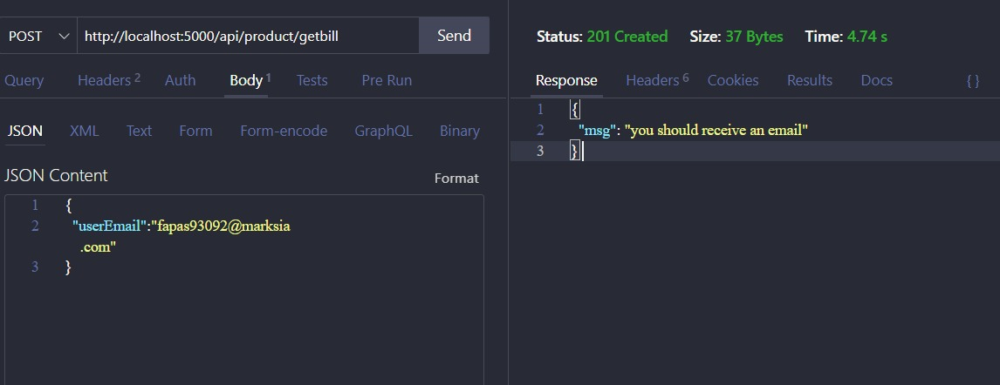 POST http://localhost:5000/api/product/getbill Send
Query Headers 2 Auth Body 1 Tests Pre Run
JSON XML Text Form Form-encode GraphQL Binary
JSON Content Format
1 {
2 "userEmail":"fapas93092@marksia
.com"
3 }
Status: 201 Created Size: 37 Bytes Time: 4.74 s
Response Headers 6 Cookies Results Docs {}
1 {
2 "msg": "you should receive an email"
3 }